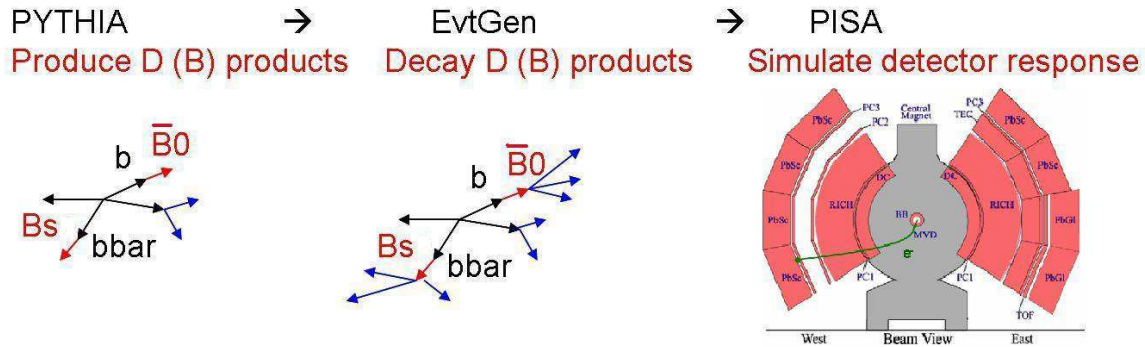 PYTHIA → EvtGen → PISA
Produce D (B) products Decay D (B) products Simulate detector response
b B̅0
Bs
bbar
b B̅0
Bs
bbar
PC3
PC2
Central
Magnet
PC3
TEC
PbSc
PbSc
PbSc
PbSc
DC
DC
PbSc
PbSc
RICH
BB
MVD
RICH
PbGl
PbGl
e-
PC1
PC1
TOF
West Beam View East